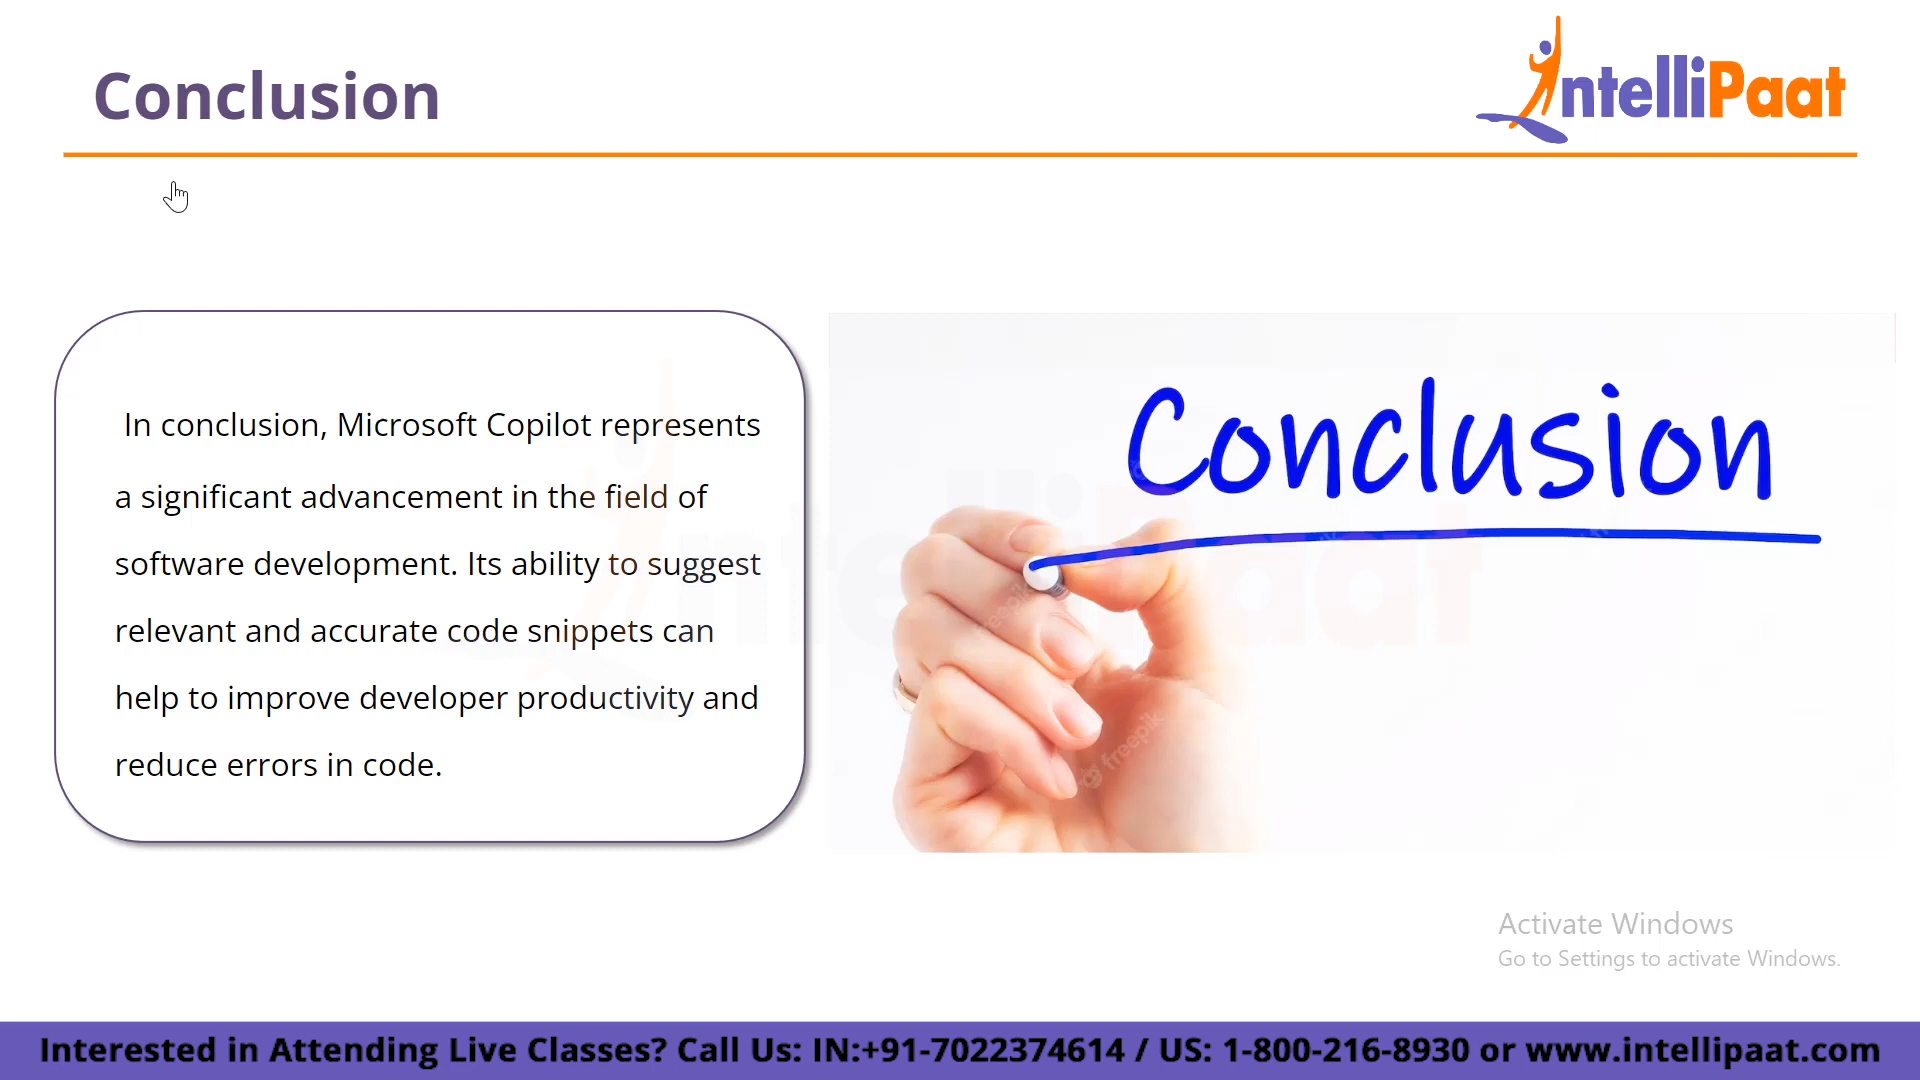 Conclusion
IntelliPaat
In conclusion, Microsoft Copilot represents
a significant advancement in the field of
software development. Its ability to suggest
relevant and accurate code snippets can
help to improve developer productivity and
reduce errors in code.
Conclusion
freepik
freepik
Activate Windows
Go to Settings to activate Windows.
Interested in Attending Live Classes? Call Us: IN:+91-7022374614 / US: 1-800-216-8930 or www.intellipaat.com